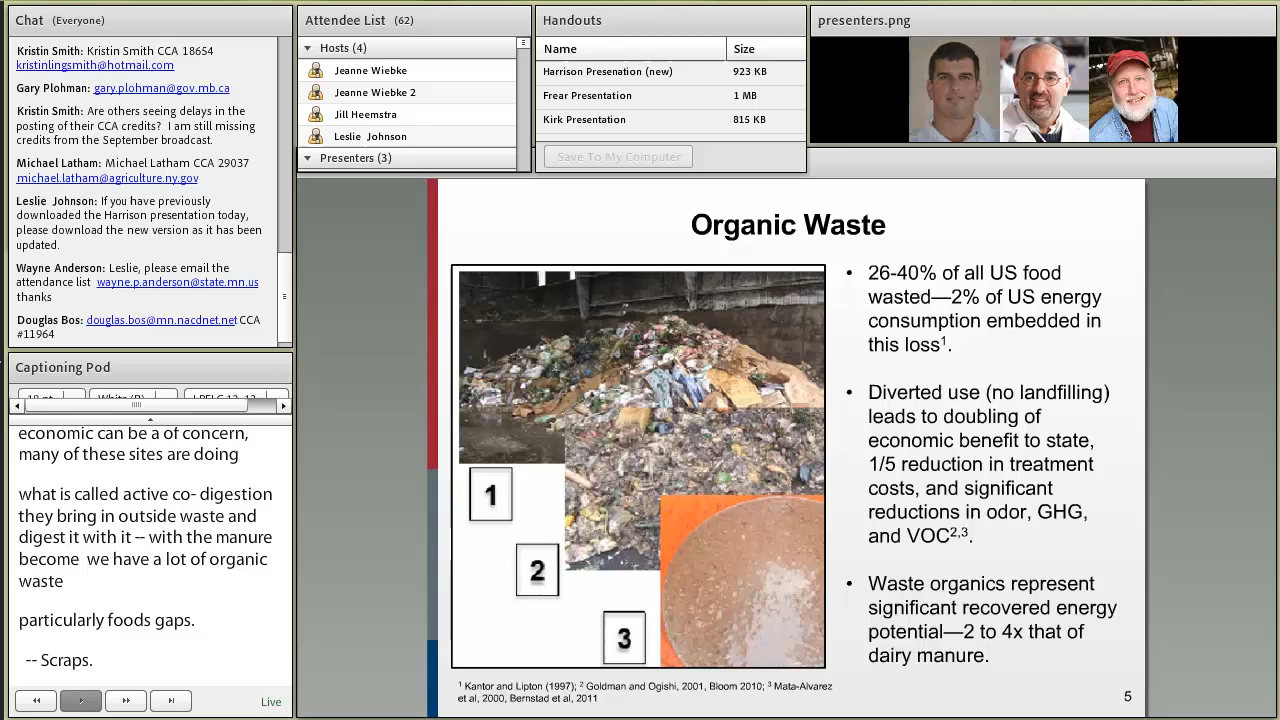 Chat (Everyone)
Kristin Smith: Kristin Smith CCA 18654
kristinlingsmith@hotmail.com
Gary Plohman: gary.plohman@gov.mb.ca
Kristin Smith: Are others seeing delays in the
posting of their CCA credits? I am still missing
credits from the September broadcast.
Michael Latham: Michael Latham CCA 29037
michael.latham@agriculture.ny.gov
Leslie Johnson: If you have previously
downloaded the Harrison presentation today,
please download the new version as it has been
updated.
Wayne Anderson: Leslie, please email the
attendance list wayne.p.anderson@state.mn.us
thanks
Douglas Bos: douglas.bos@mn.nacdnet.net CCA
#11964
Captioning Pod
economic can be a of concern,
many of these sites are doing
what is called active co- digestion
they bring in outside waste and
digest it with it -- with the manure
become we have a lot of organic
waste
particularly foods gaps.
-- Scraps.
Live
Attendee List (62)
Hosts (4)
Jeanne Wiebke
Jeanne Wiebke 2
Jill Heemstra
Leslie Johnson
Presenters (3)
Handouts
Name Size
Harrison Presenation (new) 923 KB
Frear Presentation 1 MB
Kirk Presentation 815 KB
Save To My Computer
presenters.png
Organic Waste
1
2
3
• 26-40% of all US food
wasted—2% of US energy
consumption embedded in
this loss1.
• Diverted use (no landfilling)
leads to doubling of
economic benefit to state,
1/5 reduction in treatment
costs, and significant
reductions in odor, GHG,
and VOC2,3.
• Waste organics represent
significant recovered energy
potential—2 to 4x that of
dairy manure.
1 Kantor and Lipton (1997); 2 Goldman and Ogishi, 2001, Bloom 2010; 3 Mata-Alvarez
et al, 2000, Bernstad et al, 2011
5